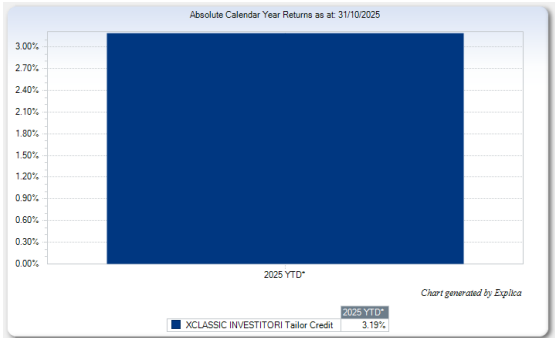 Absolute Calendar Year Returns as at: 31/10/2025
3.00%
2.70%
2.40%
2.10%
1.80%
1.50%
1.20%
0.90%
0.60%
0.30%
0.00%
2025 YTD*
Chart generated by Explica
2025 YTD*
XCLASSIC INVESTITORI Tailor Credit 3.19%